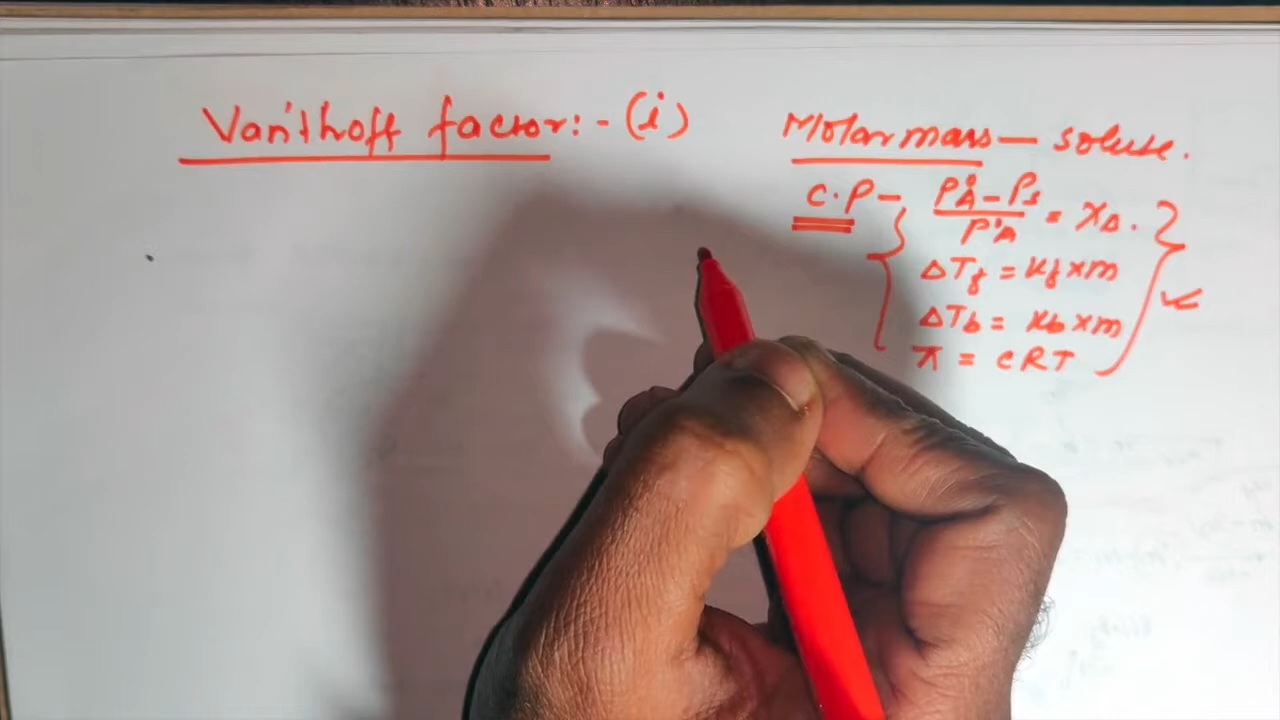 Van'thoff factor:- (i)
Molar mass — solute.
C.P - P°A - Ps / P°A = XB.
ΔTf = Kf × m
ΔTb = Kb × m
π = CRT